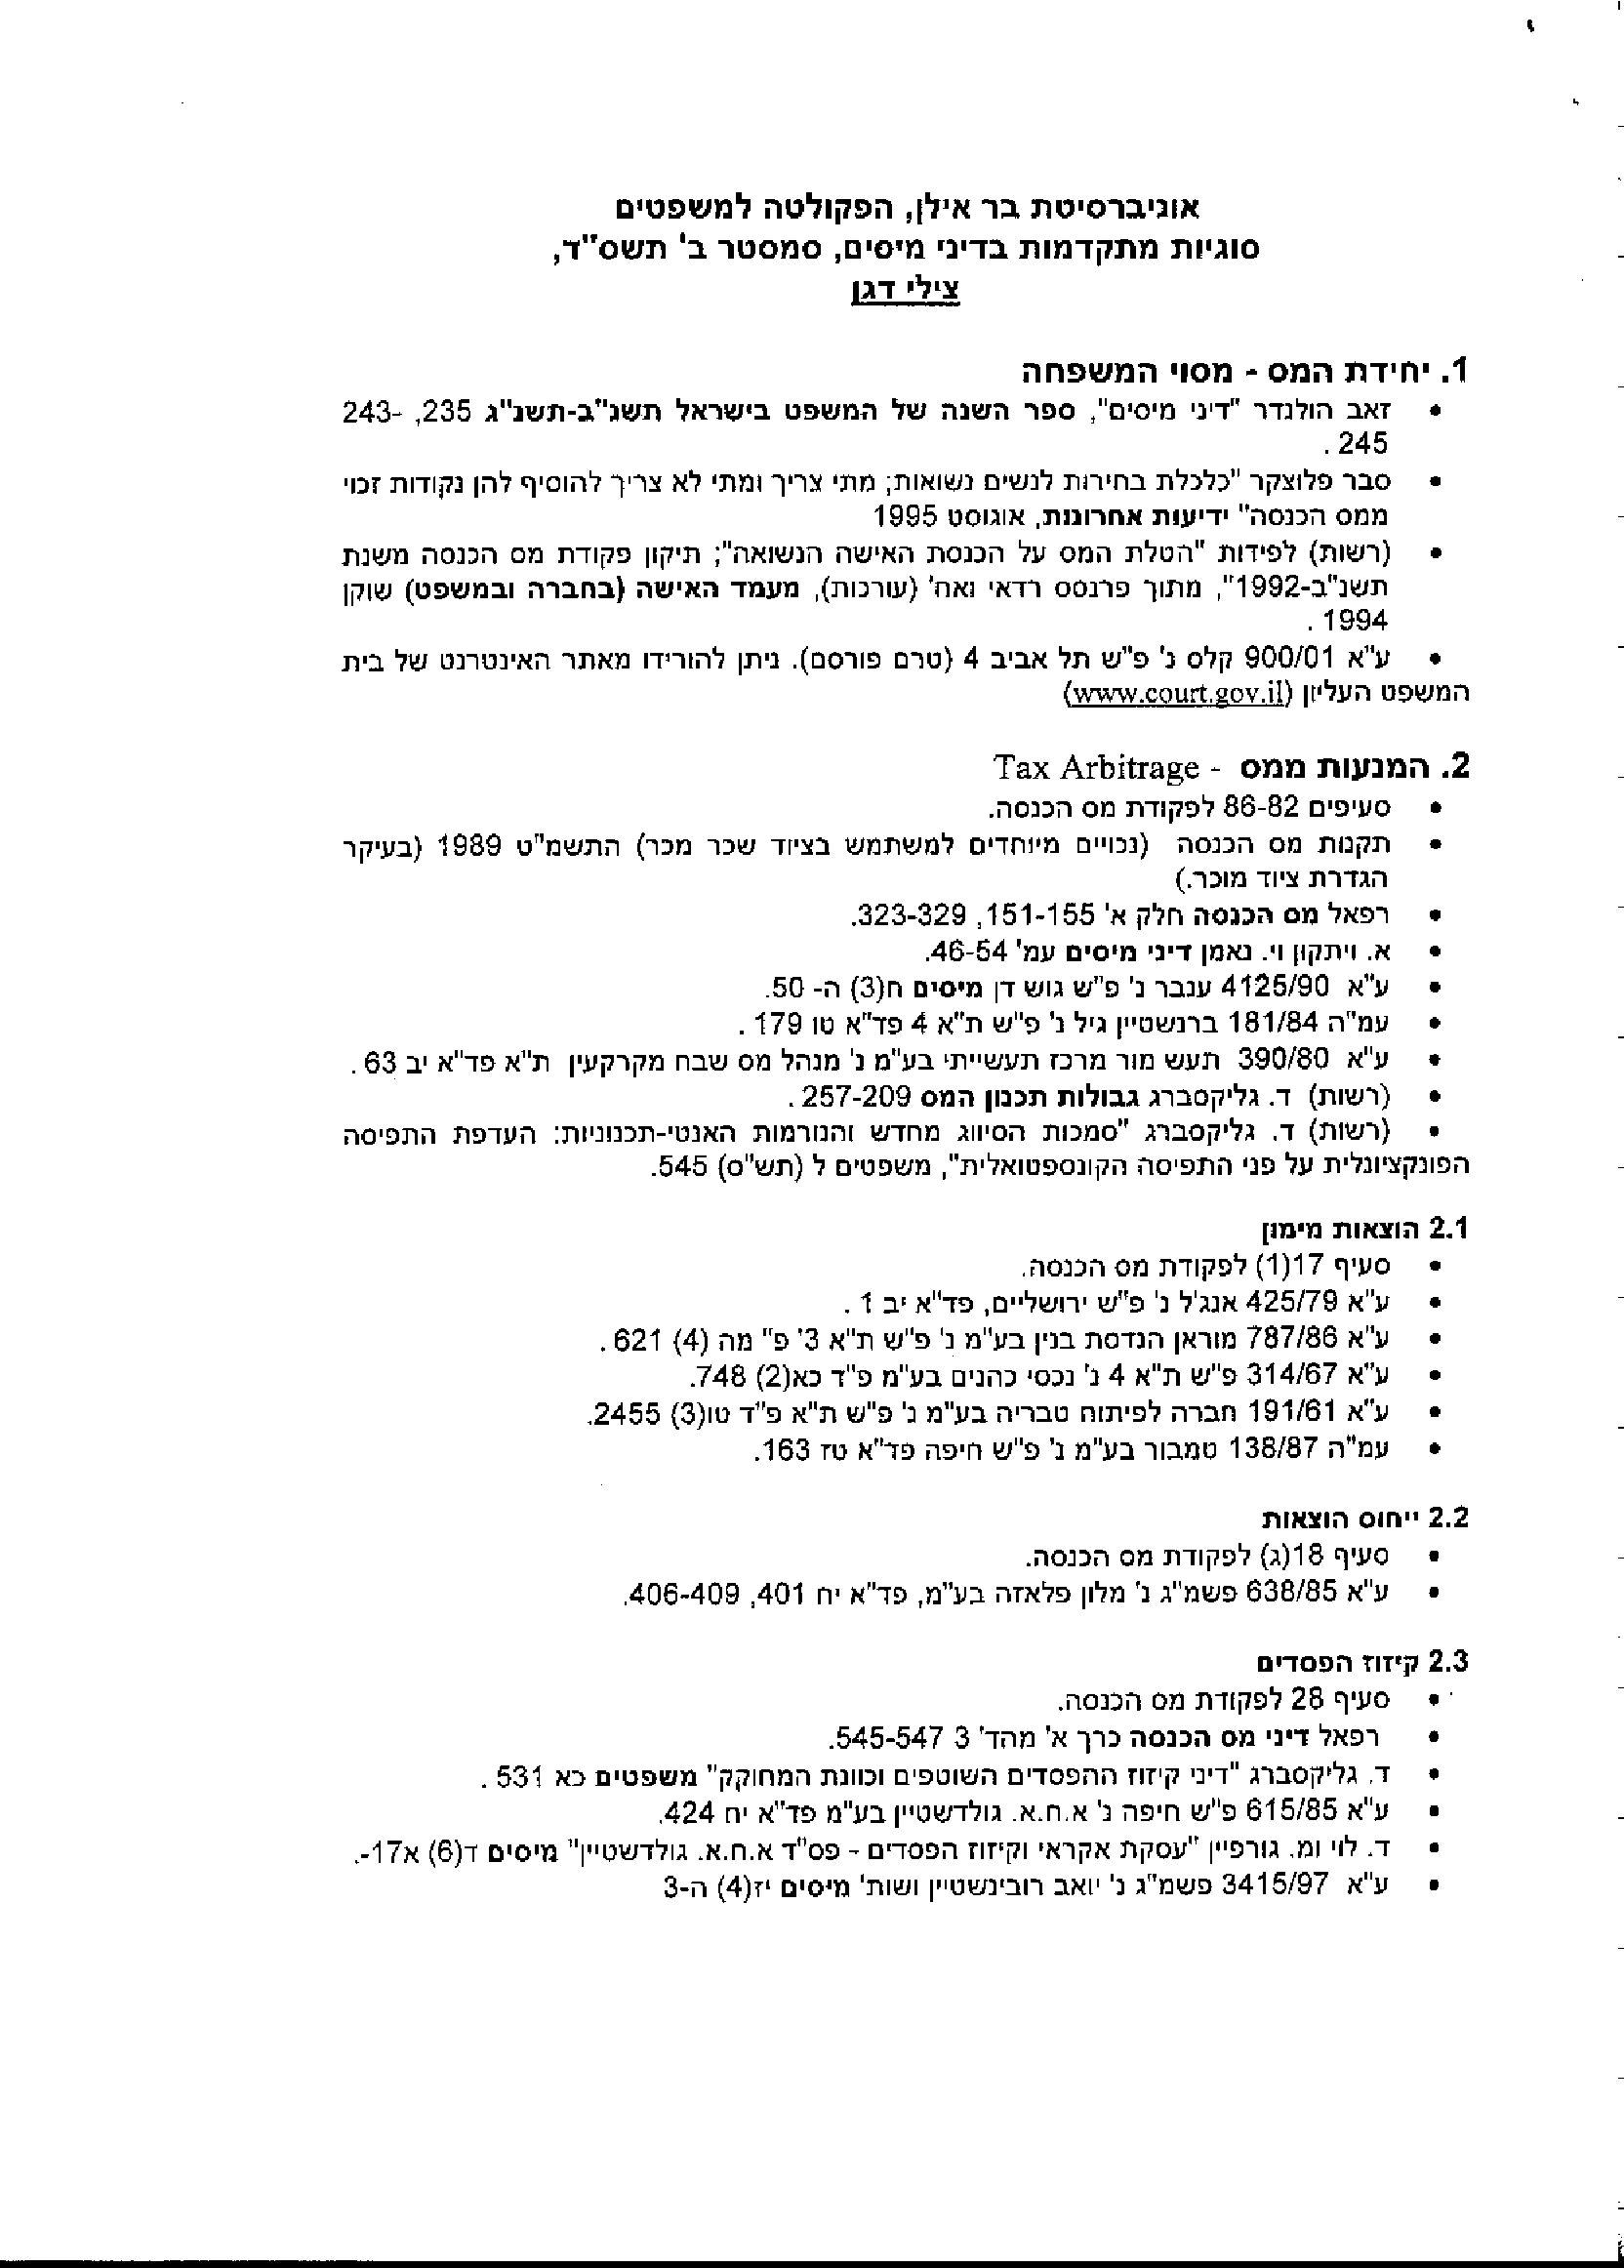 אוניברסיטת בר אילן, הפקולטה למשפטים
סוגיות מתקדמות בדיני מיסים, סמסטר ב' תשס"ד,
צילי דגן
1. יחידת המס - מסוי המשפחה
• זאב הולנדר "דיני מיסים", ספר השנה של המשפט בישראל תשנ"ב-תשנ"ג 235, -243
245 .
• סבר פלוצקר "כלכלת בחירות לנשים נשואות; מתי צריך ומתי לא צריך להוסיף להן נקודות זכוי
ממס הכנסה" ידיעות אחרונות, אוגוסט 1995
• (רשות) לפידות "הטלת המס על הכנסת האישה הנשואה"; תיקון פקודת מס הכנסה משנת
תשנ"ב-1992", מתוך פרנסס רדאי ואח' (עורכות), מעמד האישה (בחברה ובמשפט) שוקן
1994 .
• ע"א 900/01 קלס נ' פ"ש תל אביב 4 (טרם פורסם). ניתן להורידו מאתר האינטרנט של בית
המשפט העליון (www.court.gov.il)
2. המנעות ממס - Tax Arbitrage
• סעיפים 86-82 לפקודת מס הכנסה.
• תקנות מס הכנסה (נכויים מיוחדים למשתמש בציוד שכר מכר) התשמ"ט 1989 (בעיקר
הגדרת ציוד מוכר.)
• רפאל מס הכנסה חלק א' 151-155, 323-329.
• א. ויתקון וי. נאמן דיני מיסים עמ' 46-54.
• ע"א 4125/90 ענבר נ' פ"ש גוש דן מיסים ח(3) ה- 50.
• עמ"ה 181/84 ברנשטיין גיל נ' פ"ש ת"א 4 פד"א טו 179 .
• ע"א 390/80 תעש מור מרכז תעשייתי בע"מ נ' מנהל מס שבח מקרקעין ת"א פד"א יב 63 .
• (רשות) ד. גליקסברג גבולות תכנון המס 257-209 .
• (רשות) ד. גליקסברג "סמכות הסיווג מחדש והנורמות האנטי-תכנוניות: העדפת התפיסה
הפונקציונלית על פני התפיסה הקונספטואלית", משפטים ל (תש"ס) 545.
2.1 הוצאות מימון
• סעיף 17(1) לפקודת מס הכנסה.
• ע"א 425/79 אנג'ל נ' פ"ש ירושליים, פד"א יב 1 .
• ע"א 787/86 מוראן הנדסת בנין בע"מ נ' פ"ש ת"א 3' פ" מה (4) 621 .
• ע"א 314/67 פ"ש ת"א 4 נ' נכסי כהנים בע"מ פ"ד כא(2) 748.
• ע"א 191/61 חברה לפיתוח טבריה בע"מ נ' פ"ש ת"א פ"ד טו(3) 2455.
• עמ"ה 138/87 טמבור בע"מ נ' פ"ש חיפה פד"א טז 163.
2.2 ייחוס הוצאות
• סעיף 18(ג) לפקודת מס הכנסה.
• ע"א 638/85 פשמ"ג נ' מלון פלאזה בע"מ, פד"א יח 401, 406-409.
2.3 קיזוז הפסדים
• סעיף 28 לפקודת מס הכנסה.
• רפאל דיני מס הכנסה כרך א' מהד' 3 545-547.
• ד. גליקסברג "דיני קיזוז ההפסדים השוטפים וכוונת המחוקק" משפטים כא 531 .
• ע"א 615/85 פ"ש חיפה נ' א.ח.א. גולדשטיין בע"מ פד"א יח 424.
• ד. לוי ומ. גורפיין "עסקת אקראי וקיזוז הפסדים - פס"ד א.ח.א. גולדשטיין" מיסים ד(6) א17-.
• ע"א 3415/97 פשמ"ג נ' יואב רובינשטיין ושות' מיסים יז(4) ה-3